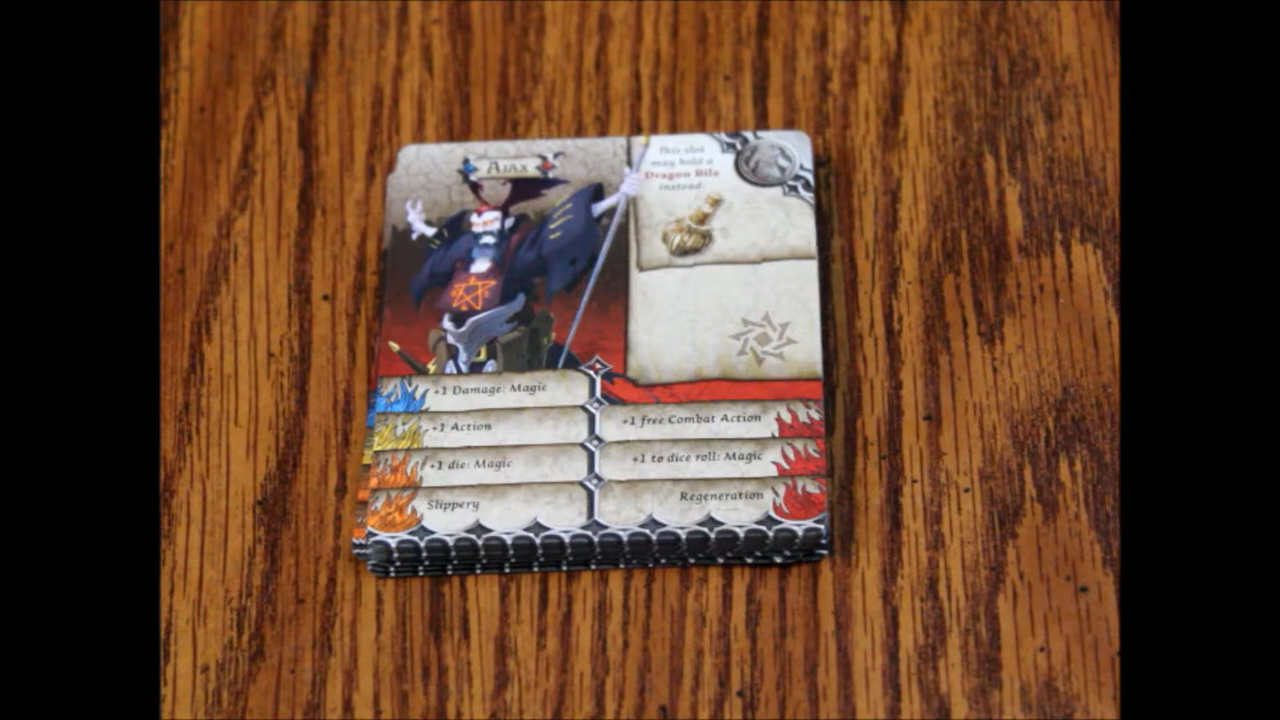 Ajax
This slot
may hold a
Dragon Bile
instead.
+1 Damage: Magic
+1 Action
+1 die: Magic
Slippery
+1 free Combat Action
+1 to dice roll: Magic
Regeneration